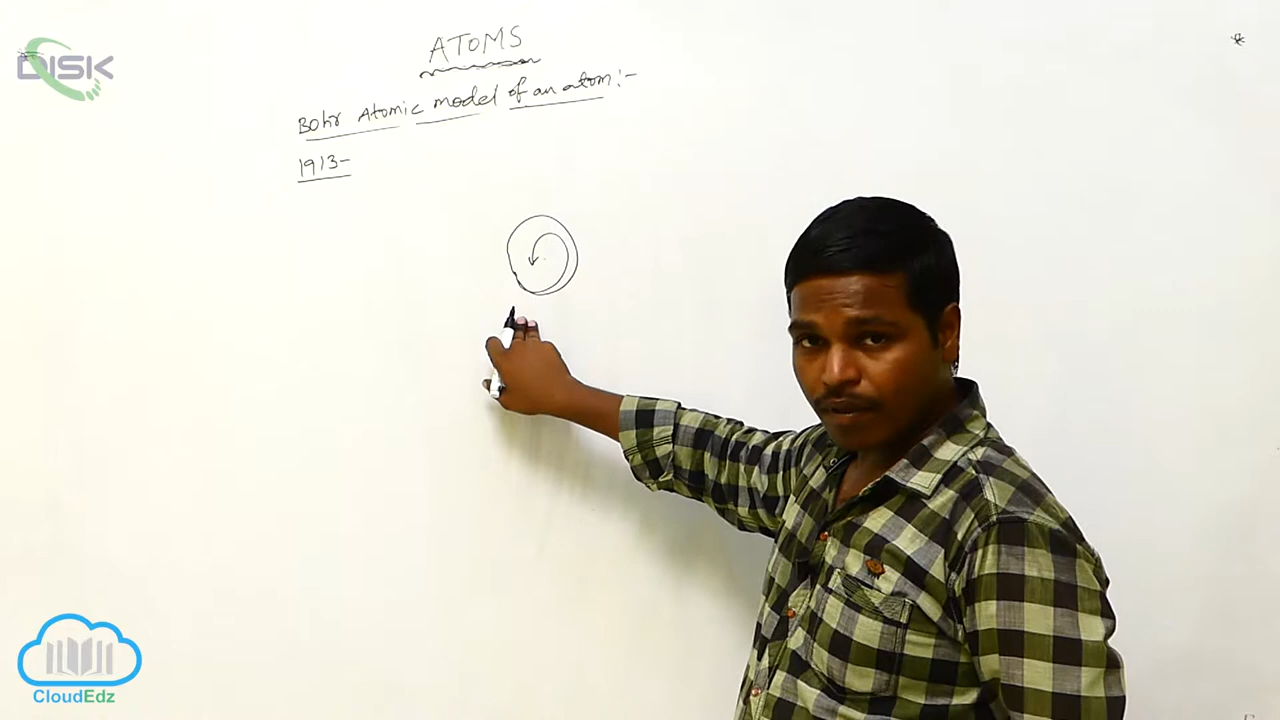 ATOMS
DISK
Bohr Atomic model of an atom:-
1913-
CloudEdz